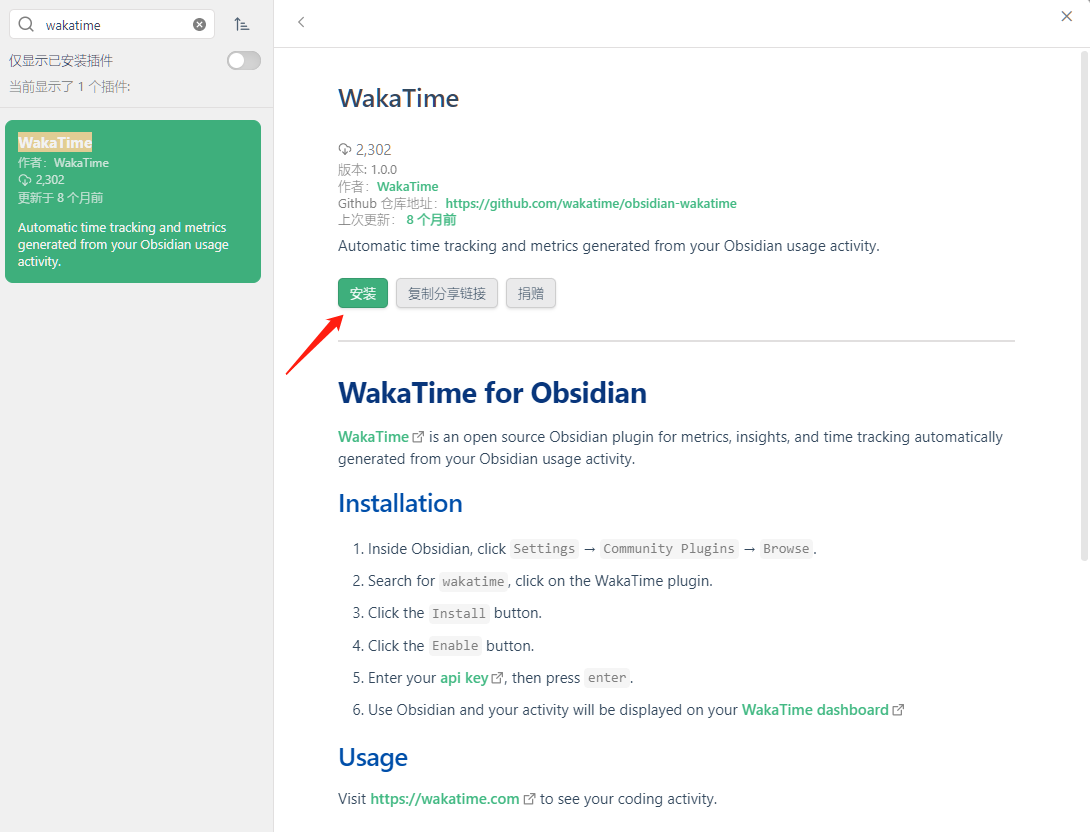 wakatime
仅显示已安装插件
当前显示了 1 个插件:
WakaTime
作者：WakaTime
2,302
更新于 8 个月前
Automatic time tracking and metrics
generated from your Obsidian usage
activity.
WakaTime
2,302
版本: 1.0.0
作者：WakaTime
Github 仓库地址：https://github.com/wakatime/obsidian-wakatime
上次更新： 8 个月前
Automatic time tracking and metrics generated from your Obsidian usage activity.
安装 复制分享链接 捐赠
WakaTime for Obsidian
WakaTime is an open source Obsidian plugin for metrics, insights, and time tracking automatically
generated from your Obsidian usage activity.
Installation
1. Inside Obsidian, click Settings → Community Plugins → Browse.
2. Search for wakatime, click on the WakaTime plugin.
3. Click the Install button.
4. Click the Enable button.
5. Enter your api key, then press enter.
6. Use Obsidian and your activity will be displayed on your WakaTime dashboard
Usage
Visit https://wakatime.com to see your coding activity.